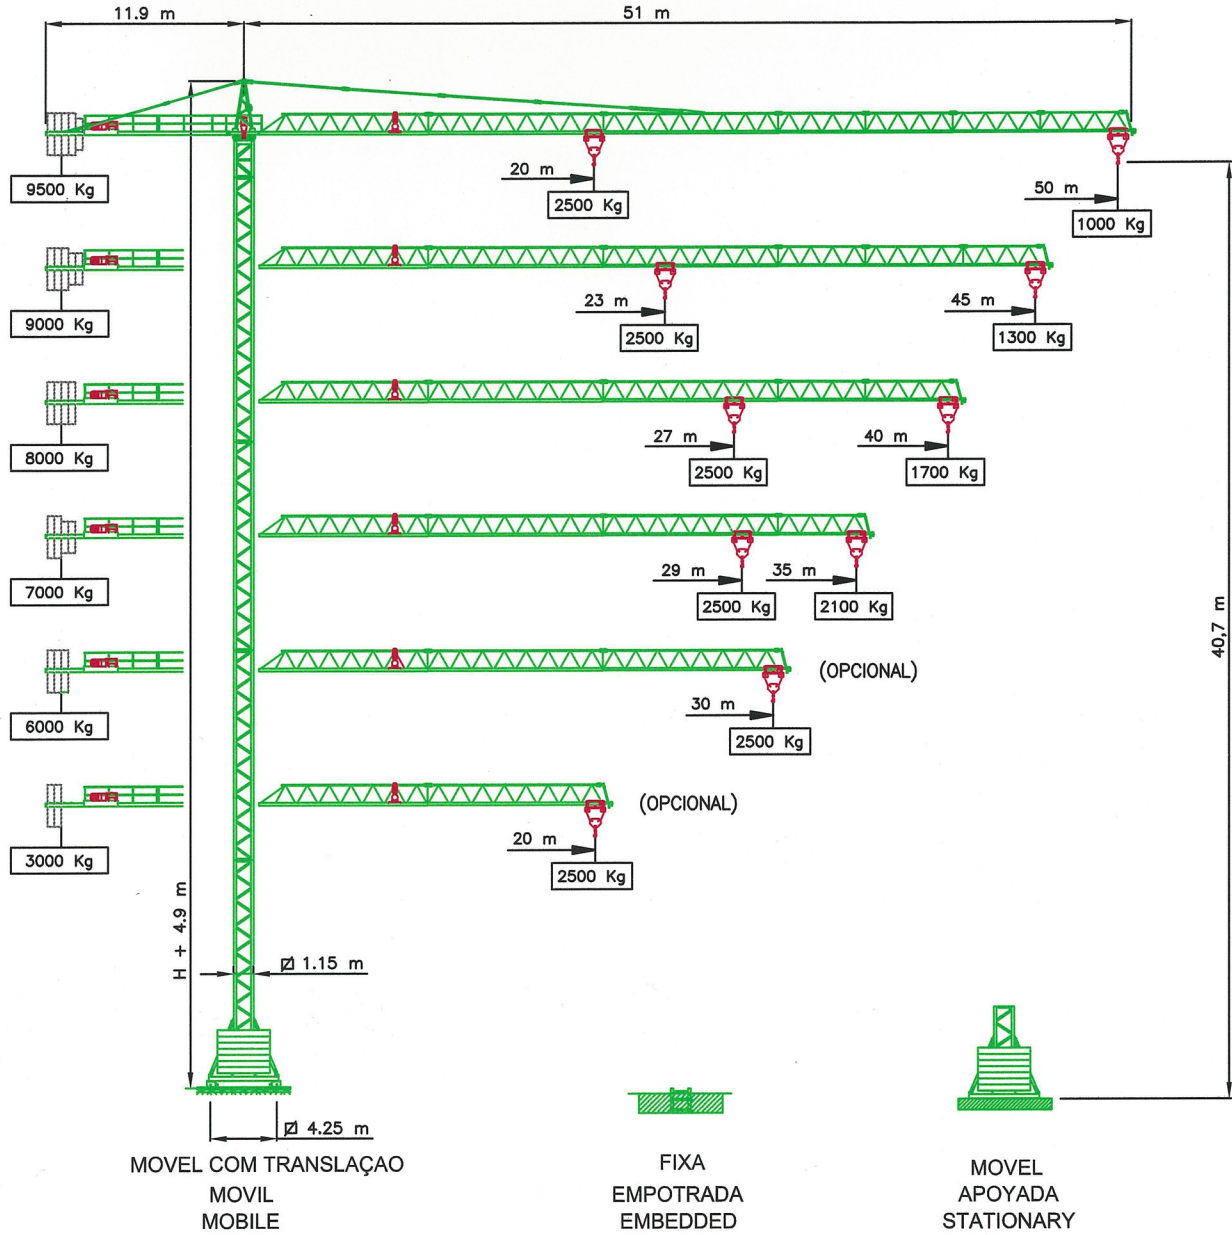 11.9 m
51 m
9500 Kg
20 m
2500 Kg
50 m
1000 Kg
9000 Kg
23 m
2500 Kg
45 m
1300 Kg
8000 Kg
27 m
2500 Kg
40 m
1700 Kg
7000 Kg
29 m
2500 Kg
35 m
2100 Kg
40,7 m
6000 Kg
30 m
2500 Kg
(OPCIONAL)
3000 Kg
20 m
2500 Kg
(OPCIONAL)
H + 4.9 m
1.15 m
4.25 m
MOVEL COM TRANSLAÇAO
MOVIL
MOBILE
FIXA
EMPOTRADA
EMBEDDED
MOVEL
APOYADA
STATIONARY